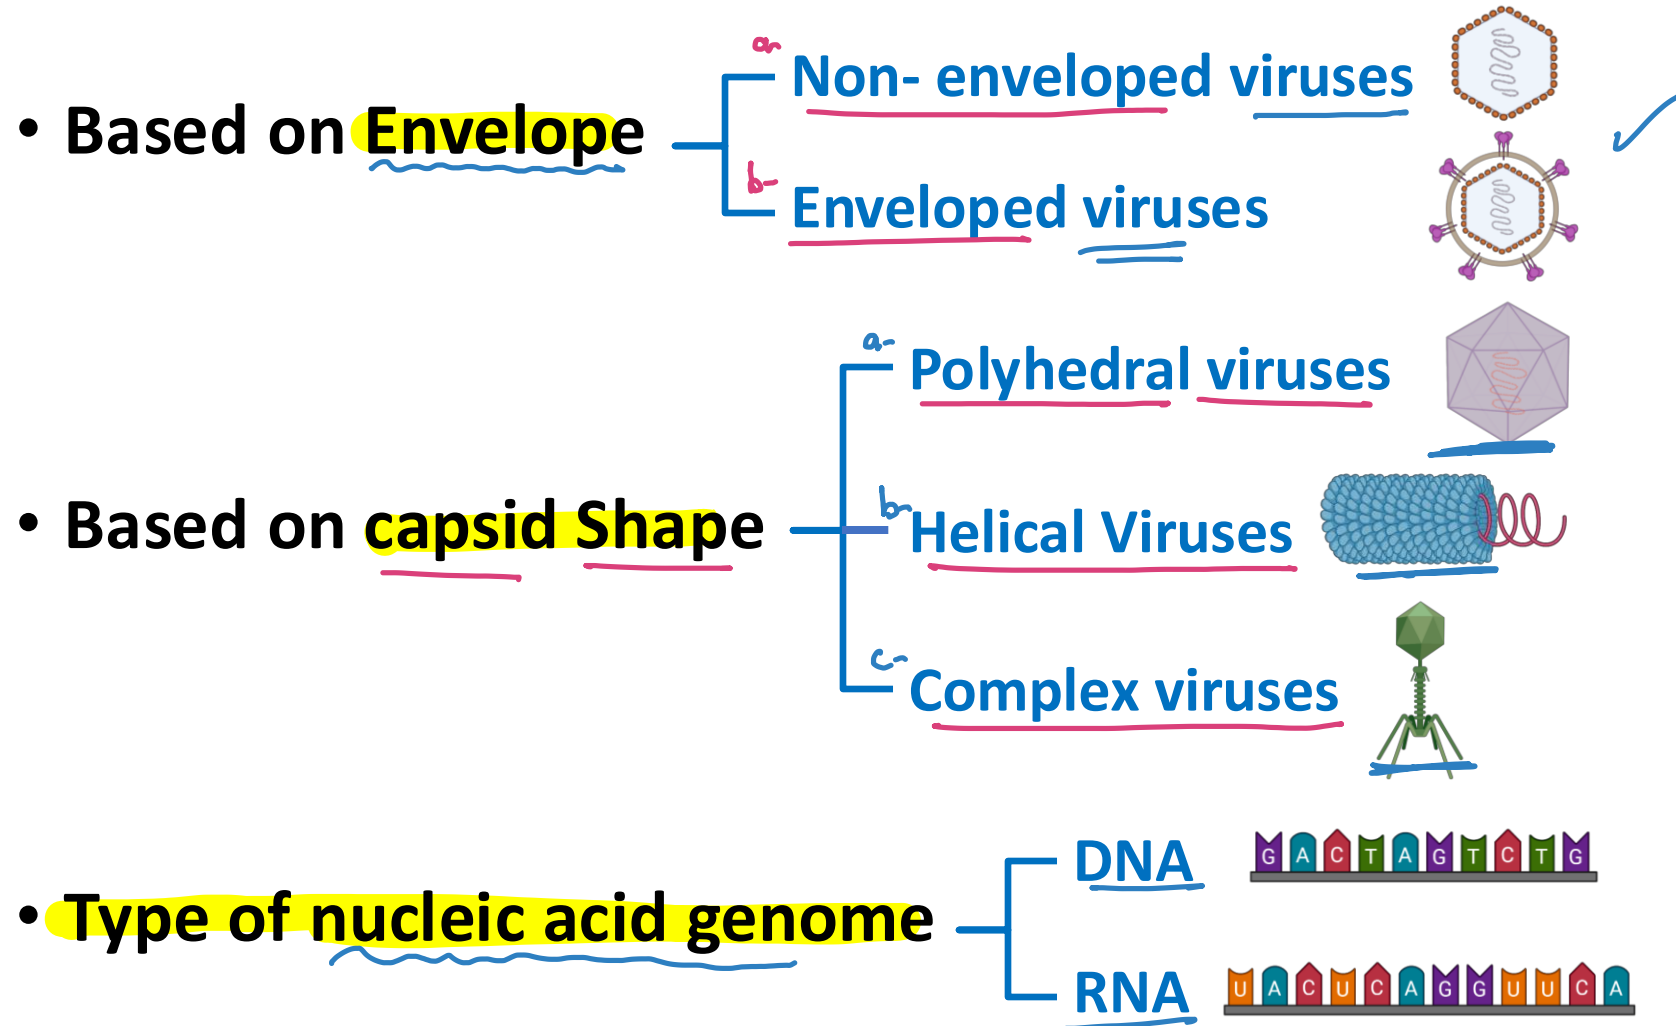 a-
Non- enveloped viruses
• Based on Envelope
b-
Enveloped viruses
a-
Polyhedral viruses
• Based on capsid Shape
b-
Helical Viruses
c-
Complex viruses
DNA
G A C T A G T C T G
• Type of nucleic acid genome
RNA
U A C U C A G G U U C A